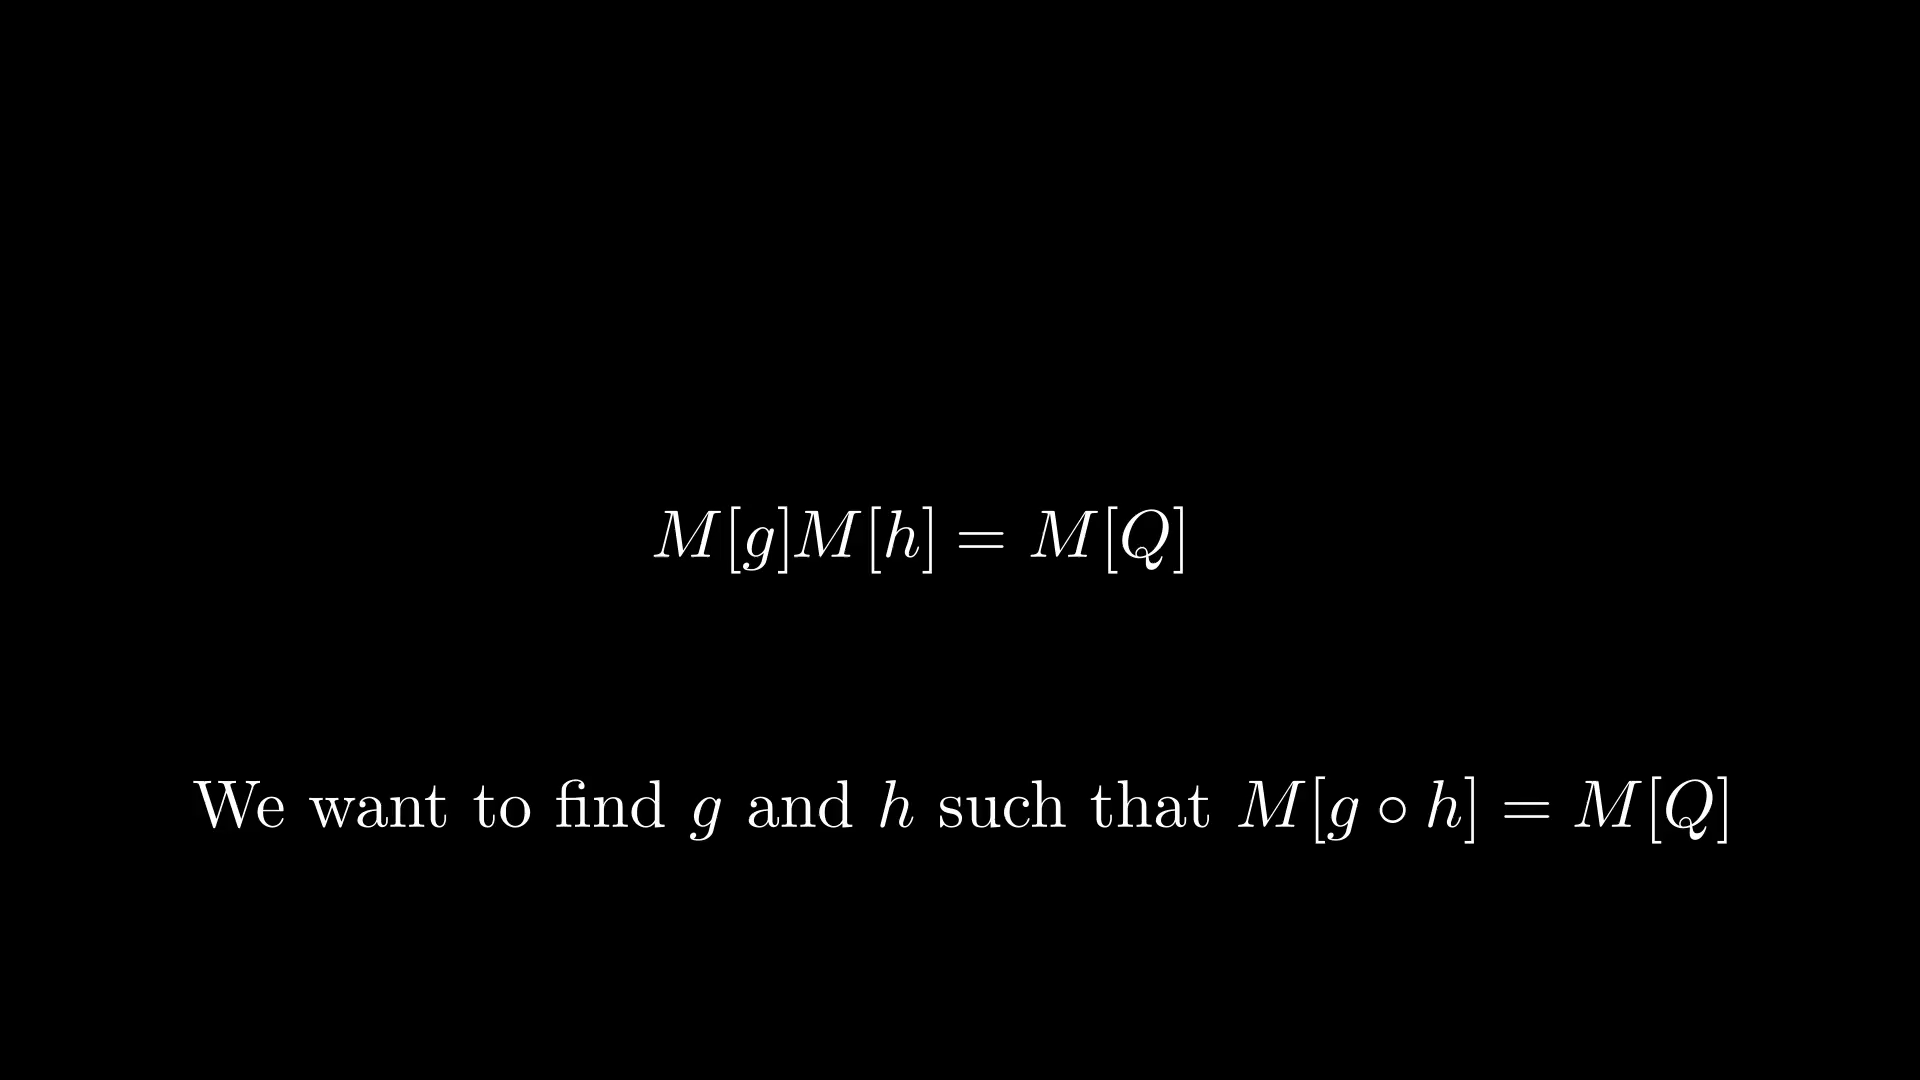 M[g]M[h] = M[Q]
We want to find g and h such that M[g ∘ h] = M[Q]